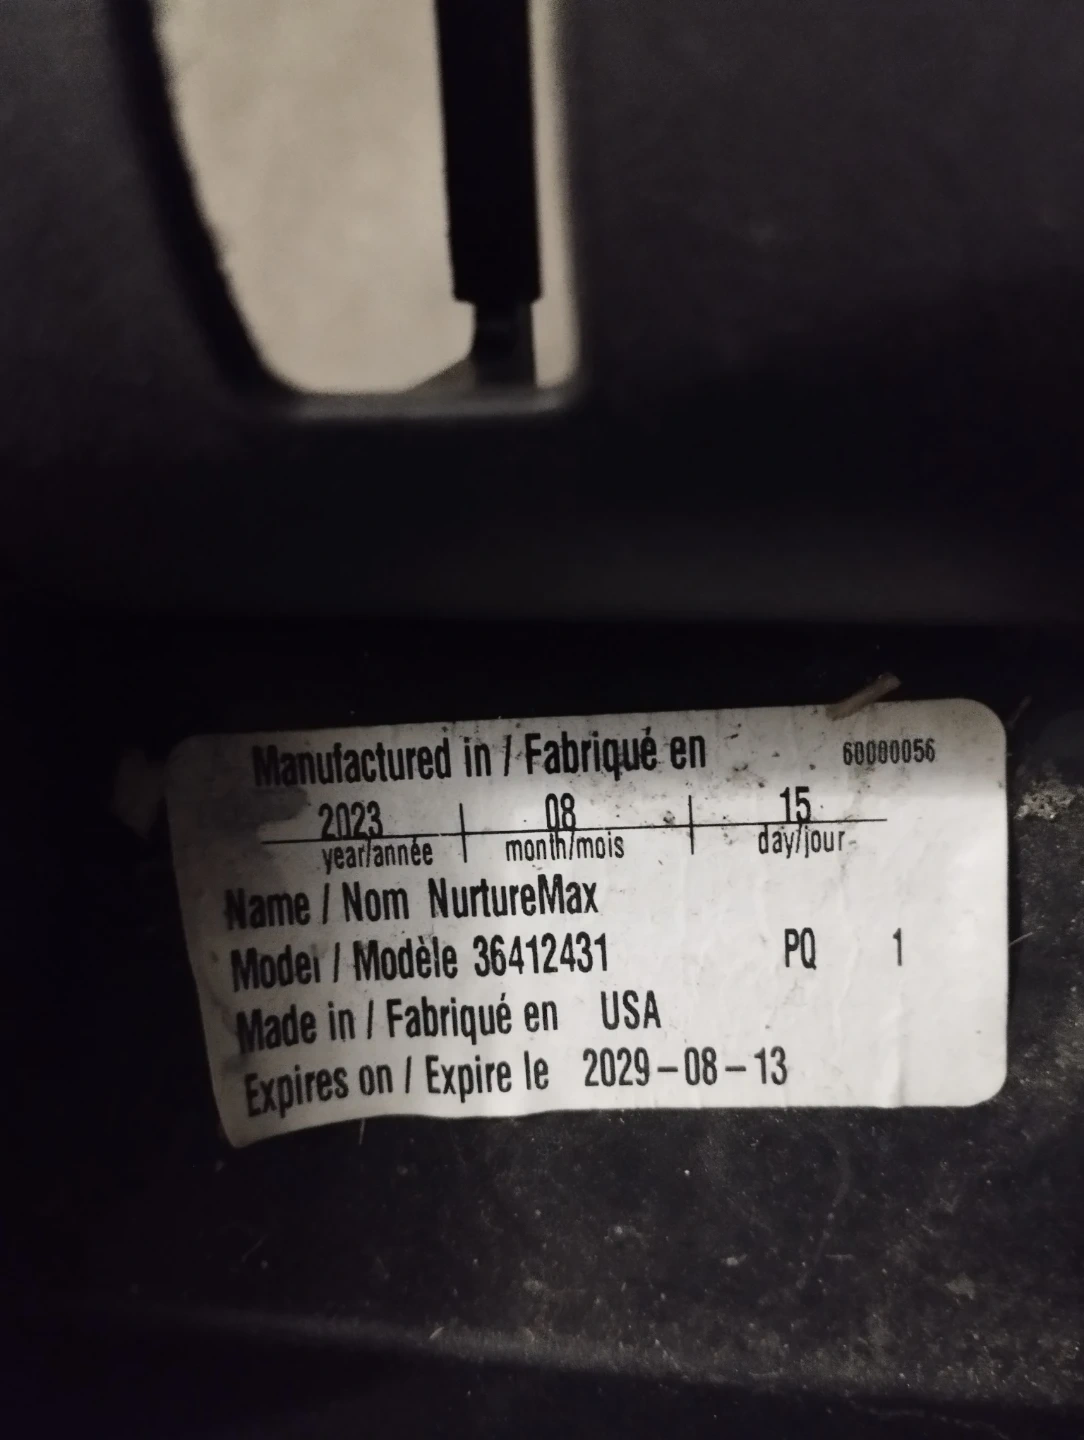 Manufactured in / Fabriqué en 60000056
2023 | 08 | 15
year/année month/mois day/jour
Name / Nom NurtureMax
Model / Modèle 36412431 PQ 1
Made in / Fabriqué en USA
Expires on / Expire le 2029-08-13